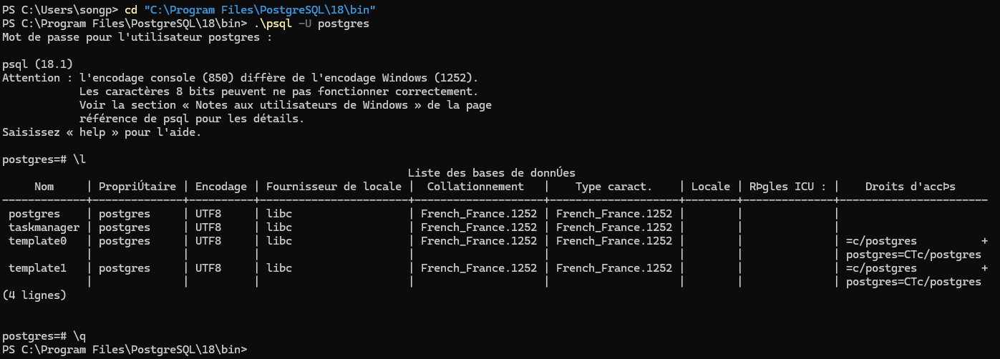 PS C:\Users\songp> cd "C:\Program Files\PostgreSQL\18\bin"
PS C:\Program Files\PostgreSQL\18\bin> .\psql -U postgres
Mot de passe pour l'utilisateur postgres :
psql (18.1)
Attention : l'encodage console (850) diffère de l'encodage Windows (1252).
            Les caractères 8 bits peuvent ne pas fonctionner correctement.
            Voir la section « Notes aux utilisateurs de Windows » de la page
            référence de psql pour les détails.
Saisissez « help » pour l'aide.
postgres=# \l
                                                               Liste des bases de donnÚes
     Nom     | PropriÚtaire | Encodage | Fournisseur de locale |  Collationnement   |    Type caract.    | Locale | RÞgles ICU : |    Droits d'accÞs
-------------+--------------+----------+-----------------------+--------------------+--------------------+--------+--------------+-----------------------
 postgres    | postgres     | UTF8     | libc                  | French_France.1252 | French_France.1252 |        |              |
 taskmanager | postgres     | UTF8     | libc                  | French_France.1252 | French_France.1252 |        |              |
 template0   | postgres     | UTF8     | libc                  | French_France.1252 | French_France.1252 |        |              | =c/postgres          +
             |              |          |                       |                    |                    |        |              | postgres=CTc/postgres
 template1   | postgres     | UTF8     | libc                  | French_France.1252 | French_France.1252 |        |              | =c/postgres          +
             |              |          |                       |                    |                    |        |              | postgres=CTc/postgres
(4 lignes)
postgres=# \q
PS C:\Program Files\PostgreSQL\18\bin>